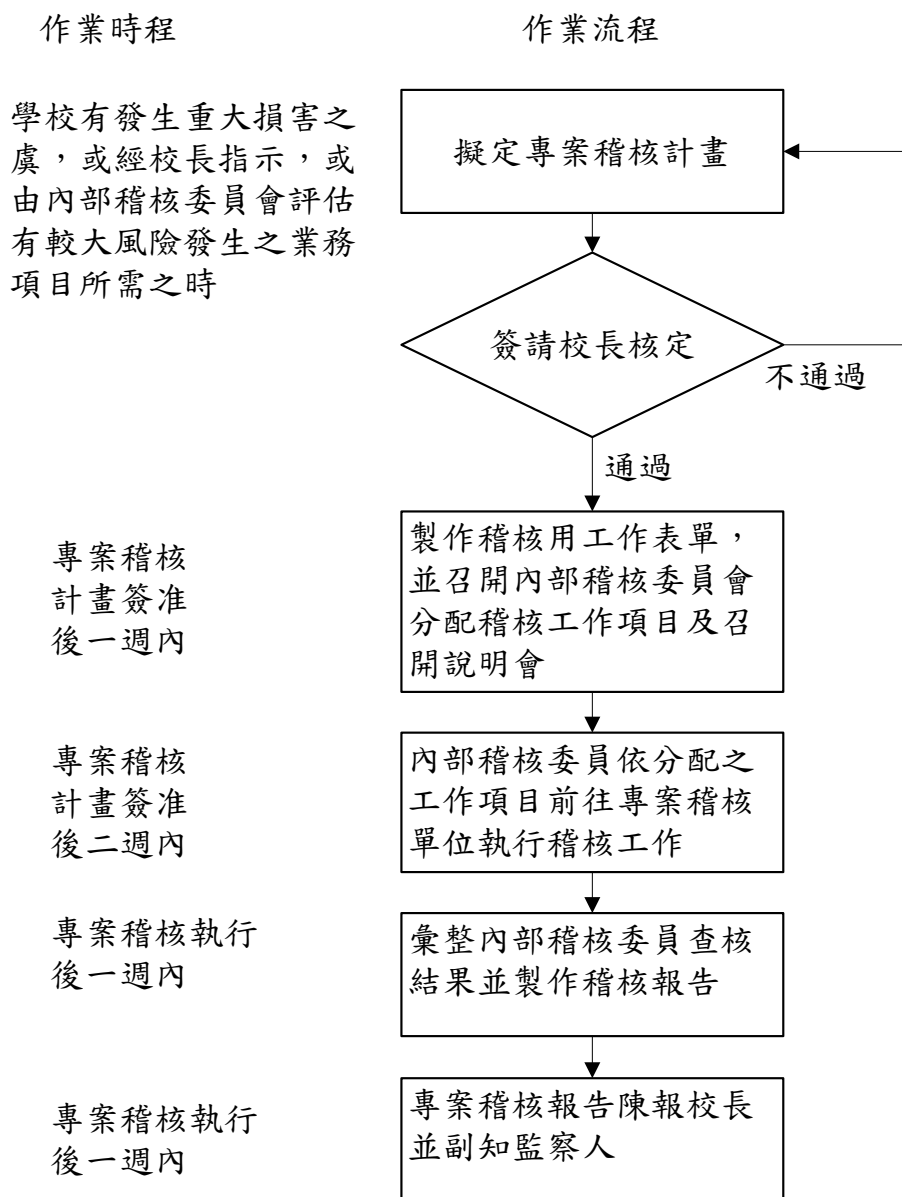 作業時程
作業流程
學校有發生重大損害之
虞，或經校長指示，或
由內部稽核委員會評估
有較大風險發生之業務
項目所需之時
擬定專案稽核計畫
簽請校長核定
不通過
通過
專案稽核
計畫簽准
後一週內
製作稽核用工作表單，
並召開內部稽核委員會
分配稽核工作項目及召
開說明會
專案稽核
計畫簽准
後二週內
內部稽核委員依分配之
工作項目前往專案稽核
單位執行稽核工作
專案稽核執行
後一週內
彙整內部稽核委員查核
結果並製作稽核報告
專案稽核執行
後一週內
專案稽核報告陳報校長
並副知監察人